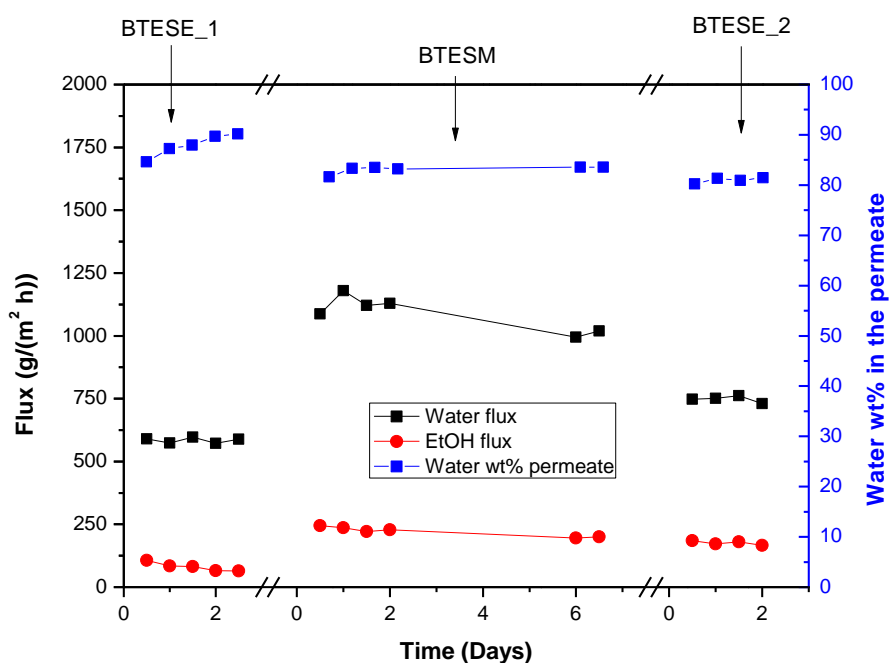 BTESE_1
BTESM
BTESE_2
2000
1750
1500
1250
1000
750
500
250
0
Flux (g/(m² h))
100
90
80
70
60
50
40
30
20
10
0
Water wt% in the permeate
Water flux
EtOH flux
Water wt% permeate
0 2 0 2 4 6 0 2
Time (Days)